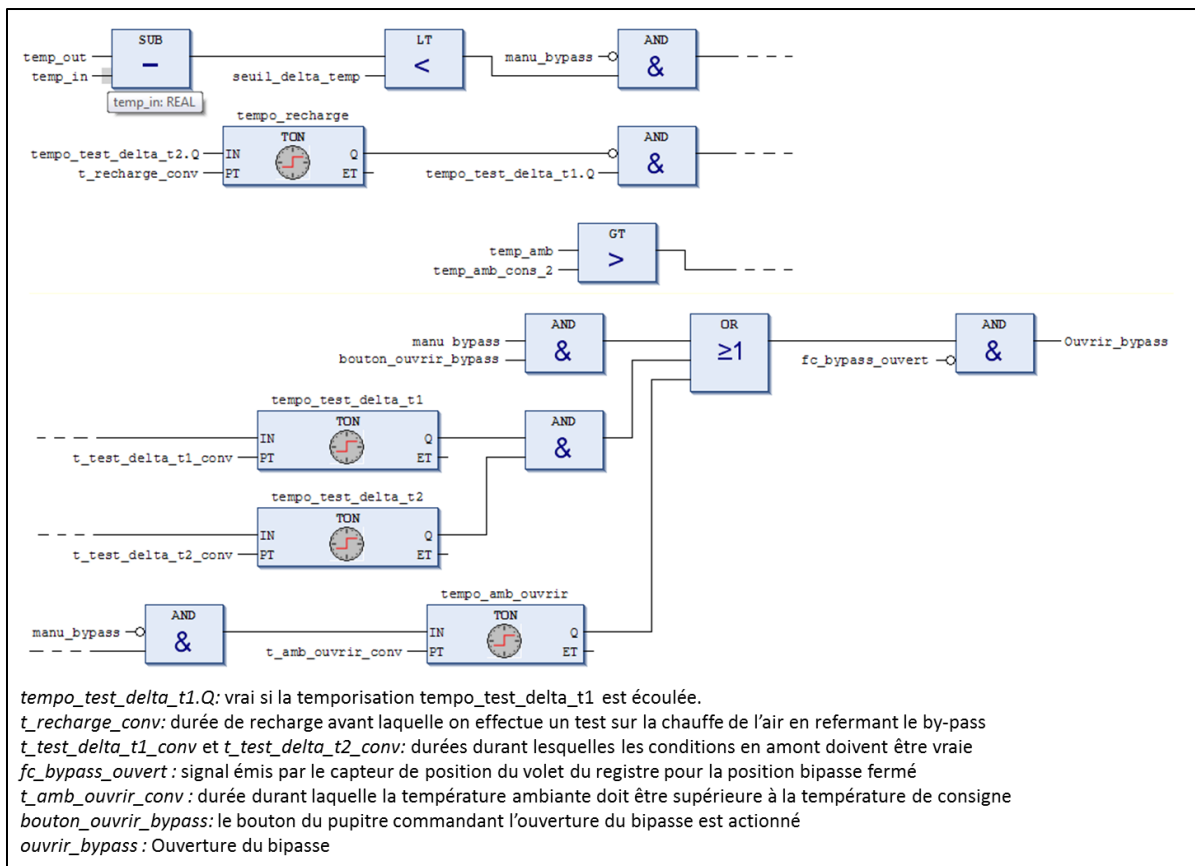 SUB
LT
AND
temp_out
manu_bypass
−
<
&
temp_in
seuil_delta_temp
temp_in: REAL
tempo_recharge
TON
AND
tempo_test_delta_t2.Q
IN
Q
&
t_recharge_conv
PT
ET
tempo_test_delta_t1.Q
GT
temp_amb
>
temp_amb_cons_2
AND
OR
AND
manu bypass
&
≥1
&
Ouvrir_bypass
bouton_ouvrir_bypass
fc_bypass_ouvert
tempo_test_delta_t1
TON
AND
IN
Q
&
t_test_delta_t1_conv
PT
ET
tempo_test_delta_t2
TON
IN
Q
t_test_delta_t2_conv
PT
ET
tempo_amb_ouvrir
AND
TON
manu_bypass
&
IN
Q
t_amb_ouvrir_conv
PT
ET
tempo_test_delta_t1.Q: vrai si la temporisation tempo_test_delta_t1 est écoulée.
t_recharge_conv: durée de recharge avant laquelle on effectue un test sur la chauffe de l’air en refermant le by-pass
t_test_delta_t1_conv et t_test_delta_t2_conv: durées durant lesquelles les conditions en amont doivent être vraie
fc_bypass_ouvert : signal émis par le capteur de position du volet du registre pour la position bipasse fermé
t_amb_ouvrir_conv : durée durant laquelle la température ambiante doit être supérieure à la température de consigne
bouton_ouvrir_bypass: le bouton du pupitre commandant l’ouverture du bipasse est actionné
ouvrir_bypass : Ouverture du bipasse